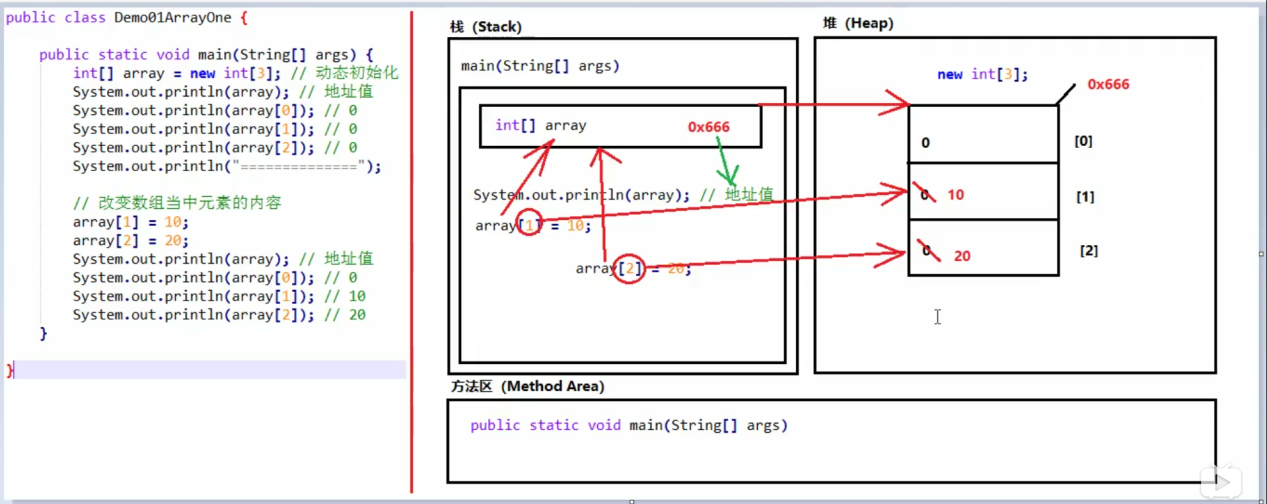 public class Demo01ArrayOne {
public static void main(String[] args) {
int[] array = new int[3]; // 动态初始化
System.out.println(array); // 地址值
System.out.println(array[0]); // 0
System.out.println(array[1]); // 0
System.out.println(array[2]); // 0
System.out.println("==============");
// 改变数组当中元素的内容
array[1] = 10;
array[2] = 20;
System.out.println(array); // 地址值
System.out.println(array[0]); // 0
System.out.println(array[1]); // 10
System.out.println(array[2]); // 20
}
}
栈（Stack）
main(String[] args)
int[] array 0x666
System.out.println(array); // 地址值
array[1] = 10;
array[2] = 20;
堆（Heap）
new int[3];
0x666
0 [0]
0 10 [1]
0 20 [2]
方法区（Method Area）
public static void main(String[] args)